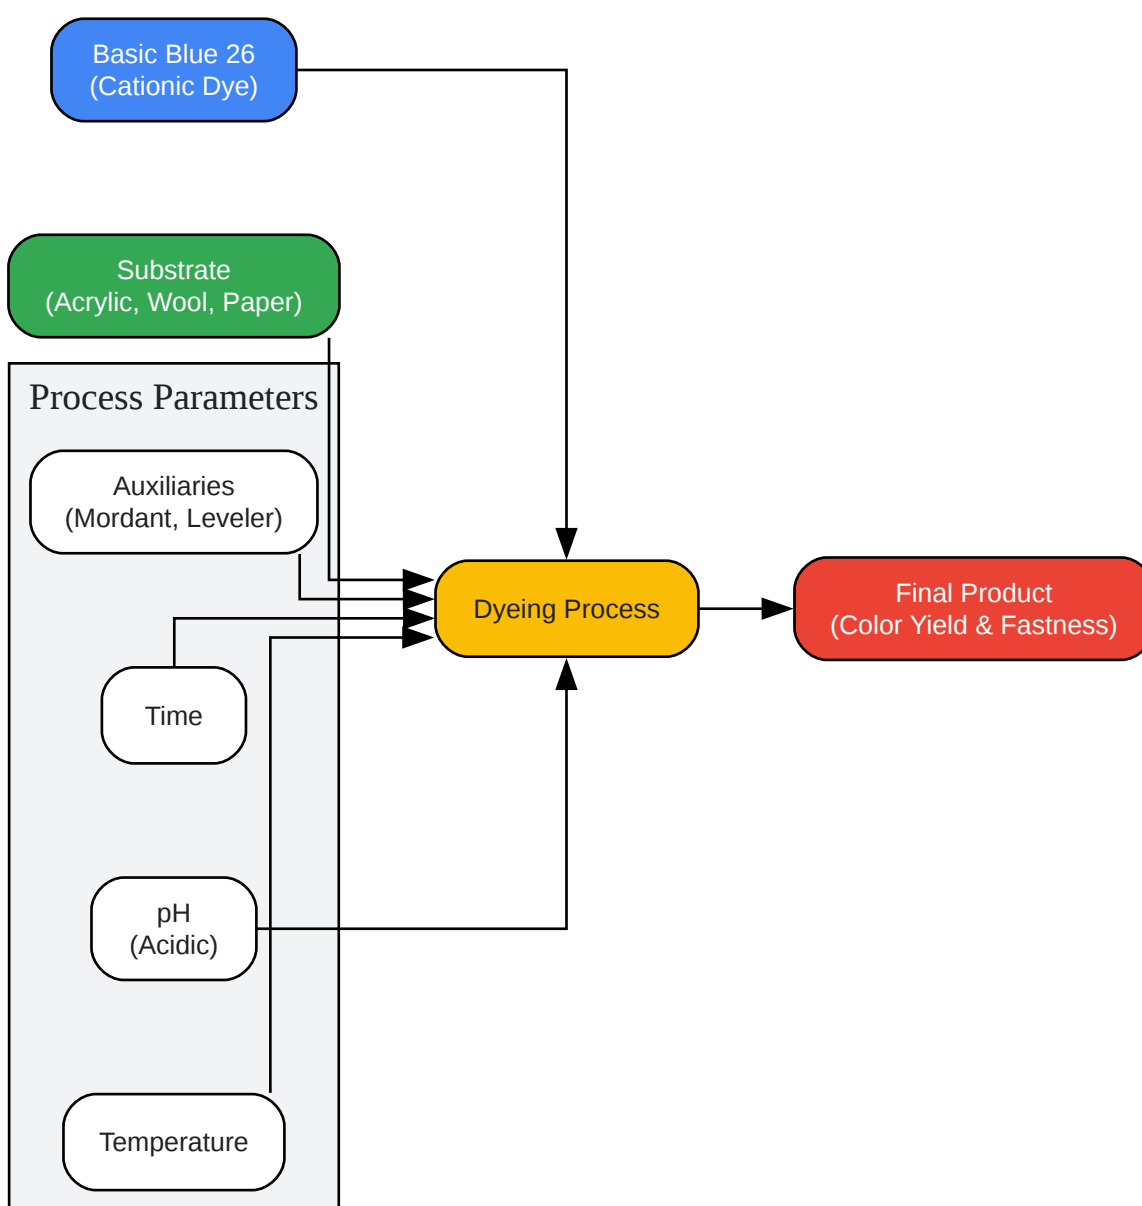 Basic Blue 26
(Cationic Dye)
Substrate
(Acrylic, Wool, Paper)
Process Parameters
Auxiliaries
(Mordant, Leveler)
Dyeing Process
Final Product
(Color Yield & Fastness)
Time
pH
(Acidic)
Temperature